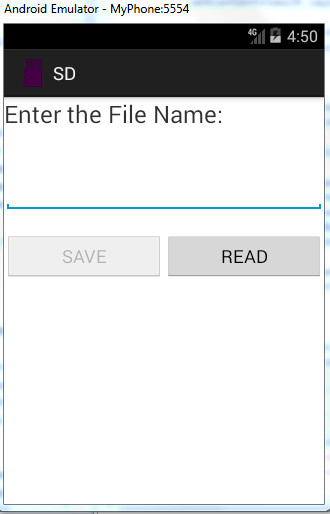 Android Emulator - MyPhone:5554
4G 4:50
SD
Enter the File Name:
SAVE READ